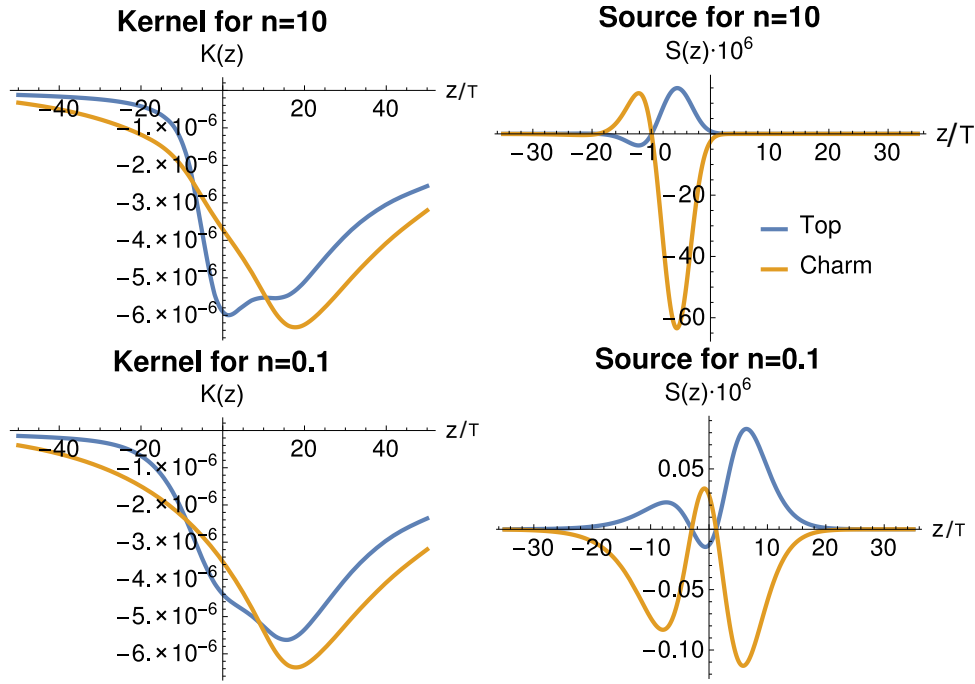 Kernel for n=10
K(z)
z/T
-40 -20 20 40
-1.×10⁻⁶
-2.×10⁻⁶
-3.×10⁻⁶
-4.×10⁻⁶
-5.×10⁻⁶
-6.×10⁻⁶
Source for n=10
S(z)·10⁶
z/T
-30 -20 -10 10 20 30
-20
-40
-60
Top
Charm
Kernel for n=0.1
K(z)
z/T
-40 -20 20 40
-1.×10⁻⁶
-2.×10⁻⁶
-3.×10⁻⁶
-4.×10⁻⁶
-5.×10⁻⁶
-6.×10⁻⁶
Source for n=0.1
S(z)·10⁶
0.05
z/T
-30 -20 -10 10 20 30
-0.05
-0.10